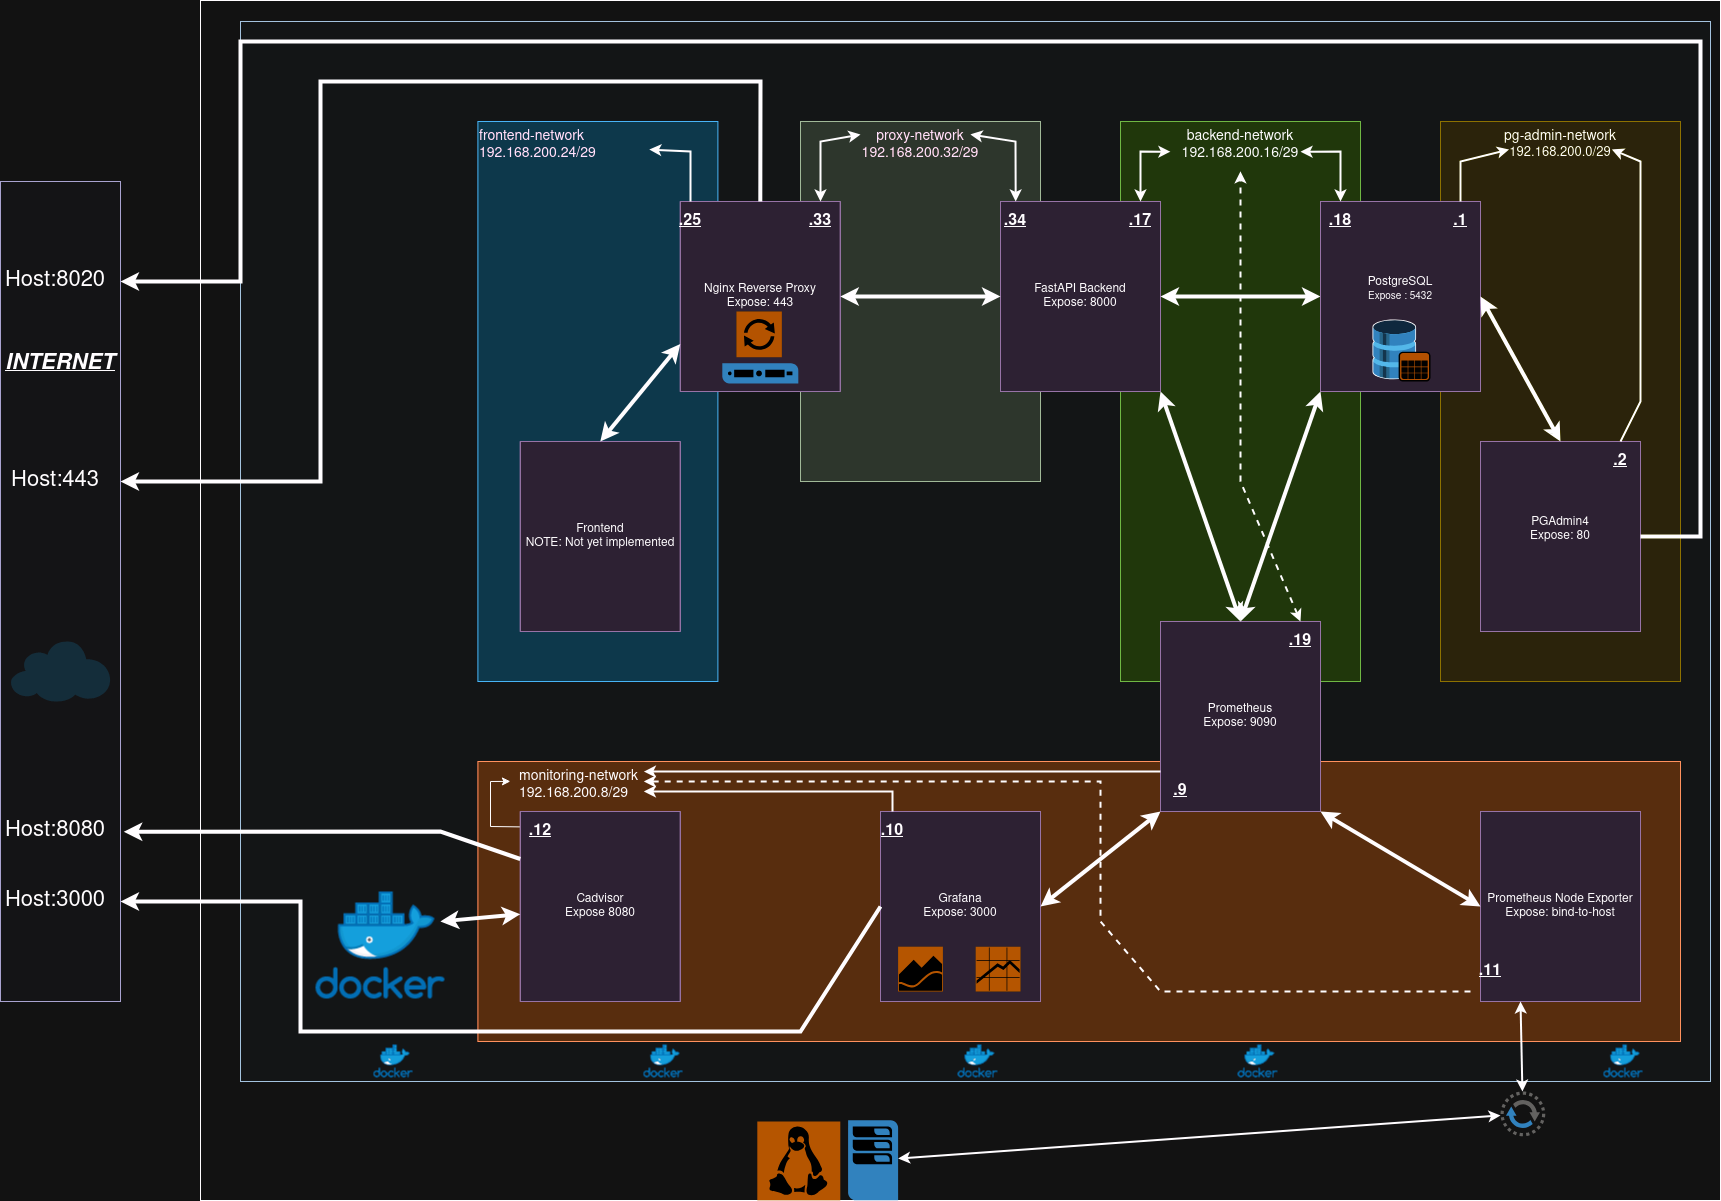 frontend-network
192.168.200.24/29
proxy-network
192.168.200.32/29
backend-network
192.168.200.16/29
pg-admin-network
192.168.200.0/29
.25
.33
.34
.17
.18
.1
Host:8020
Nginx Reverse Proxy
Expose: 443
FastAPI Backend
Expose: 8000
PostgreSQL
Expose : 5432
INTERNET
Host:443
.2
Frontend
NOTE: Not yet implemented
PGAdmin4
Expose: 80
.19
Prometheus
Expose: 9090
.9
monitoring-network
192.168.200.8/29
Host:8080
.12
.10
Host:3000
Cadvisor
Expose 8080
Grafana
Expose: 3000
Prometheus Node Exporter
Expose: bind-to-host
.11
docker
docker
docker
docker
docker
docker